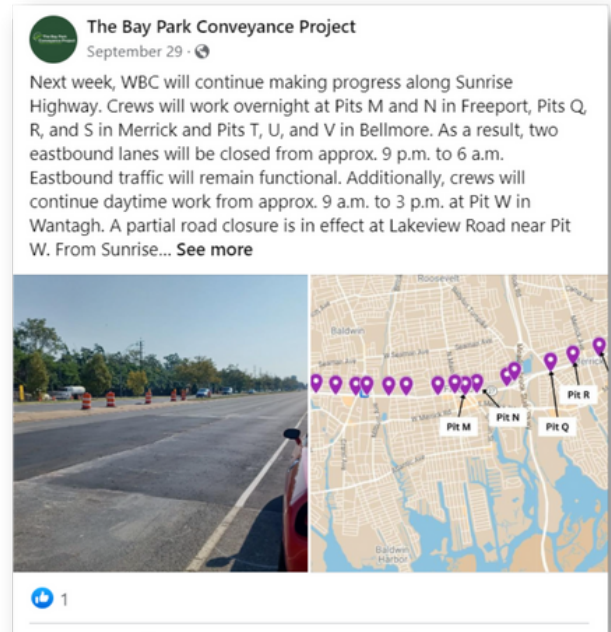 The Bay Park Conveyance Project
September 29 ·
Next week, WBC will continue making progress along Sunrise
Highway. Crews will work overnight at Pits M and N in Freeport, Pits Q,
R, and S in Merrick and Pits T, U, and V in Bellmore. As a result, two
eastbound lanes will be closed from approx. 9 p.m. to 6 a.m.
Eastbound traffic will remain functional. Additionally, crews will
continue daytime work from approx. 9 a.m. to 3 p.m. at Pit W in
Wantagh. A partial road closure is in effect at Lakeview Road near Pit
W. From Sunrise... See more
Roosevelt
Baldwin
Pit M
Pit N
Pit Q
Pit R
Baldwin
Harbor
1